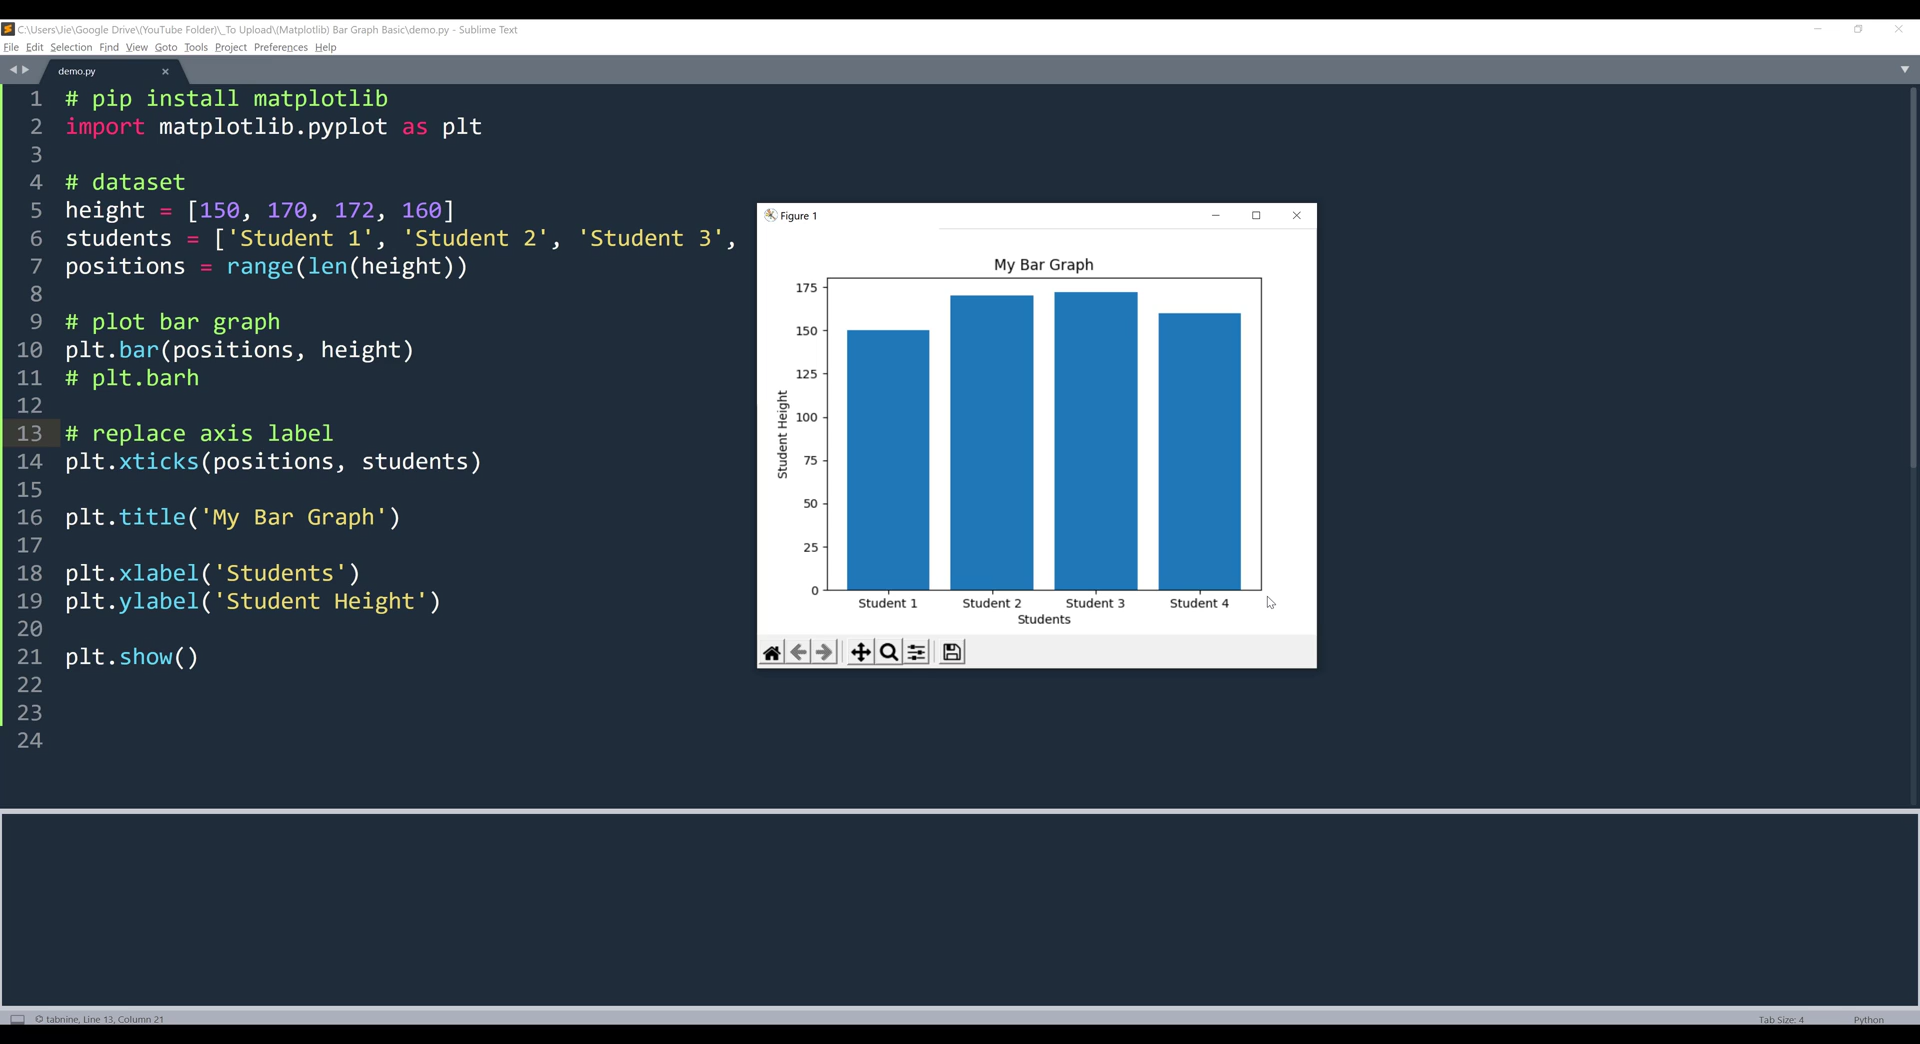 C:\Users\Jie\Google Drive\(YouTube Folder)\_To Upload\(Matplotlib) Bar Graph Basic\demo.py - Sublime Text
File Edit Selection Find View Goto Tools Project Preferences Help
demo.py
1 # pip install matplotlib
2 import matplotlib.pyplot as plt
3
4 # dataset
5 height = [150, 170, 172, 160]
6 students = ['Student 1', 'Student 2', 'Student 3',
7 positions = range(len(height))
8
9 # plot bar graph
10 plt.bar(positions, height)
11 # plt.barh
12
13 # replace axis label
14 plt.xticks(positions, students)
15
16 plt.title('My Bar Graph')
17
18 plt.xlabel('Students')
19 plt.ylabel('Student Height')
20
21 plt.show()
22
23
24
Figure 1
My Bar Graph
175
150
125
100
75
50
25
0
Student Height
Student 1 Student 2 Student 3 Student 4
Students
tabnine, Line 13, Column 21
Tab Size: 4 Python